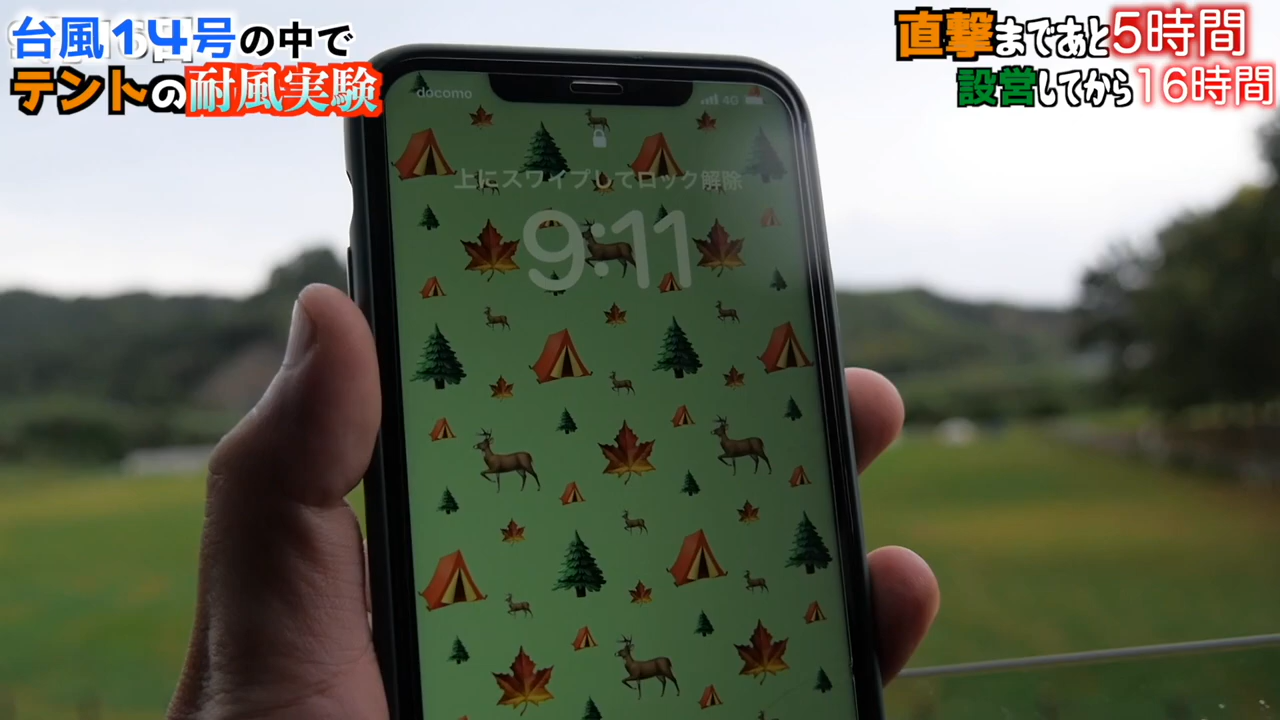 台風14号の中で
テントの耐風実験
直撃まであと5時間
設営してから16時間
docomo
4G
上にスワイプしてロック解除
9:11